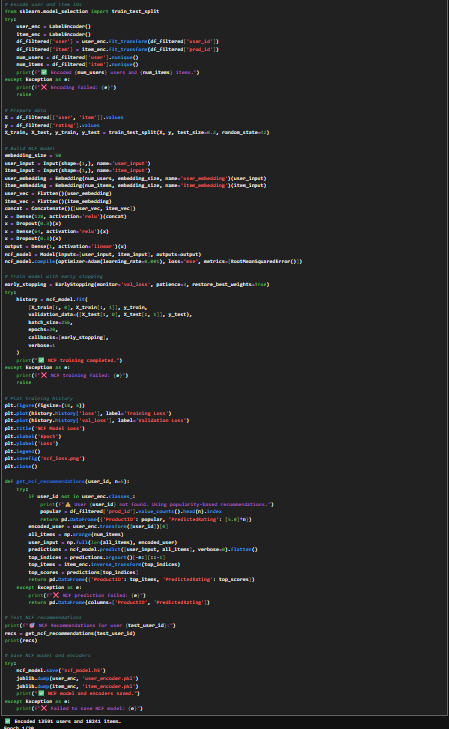 # Encode user and item IDs
from sklearn.model_selection import train_test_split
try:
    user_enc = LabelEncoder()
    item_enc = LabelEncoder()
    df_filtered['user'] = user_enc.fit_transform(df_filtered['user_id'])
    df_filtered['item'] = item_enc.fit_transform(df_filtered['prod_id'])
    num_users = df_filtered['user'].nunique()
    num_items = df_filtered['item'].nunique()
    print(f"✅ Encoded {num_users} users and {num_items} items.")
except Exception as e:
    print(f"❌ Encoding failed: {e}")
    raise
# Prepare data
X = df_filtered[['user', 'item']].values
y = df_filtered['rating'].values
X_train, X_test, y_train, y_test = train_test_split(X, y, test_size=0.2, random_state=42)
# Build NCF model
embedding_size = 50
user_input = Input(shape=(1,), name='user_input')
item_input = Input(shape=(1,), name='item_input')
user_embedding = Embedding(num_users, embedding_size, name='user_embedding')(user_input)
item_embedding = Embedding(num_items, embedding_size, name='item_embedding')(item_input)
user_vec = Flatten()(user_embedding)
item_vec = Flatten()(item_embedding)
concat = Concatenate()([user_vec, item_vec])
x = Dense(128, activation='relu')(concat)
x = Dropout(0.3)(x)
x = Dense(64, activation='relu')(x)
x = Dropout(0.3)(x)
output = Dense(1, activation='linear')(x)
ncf_model = Model(inputs=[user_input, item_input], outputs=output)
ncf_model.compile(optimizer=Adam(learning_rate=0.001), loss='mse', metrics=[RootMeanSquaredError()])
# Train model with early stopping
early_stopping = EarlyStopping(monitor='val_loss', patience=3, restore_best_weights=True)
try:
    history = ncf_model.fit(
        [X_train[:, 0], X_train[:, 1]], y_train,
        validation_data=([X_test[:, 0], X_test[:, 1]], y_test),
        batch_size=256,
        epochs=20,
        callbacks=[early_stopping],
        verbose=1
    )
    print("✅ NCF training completed.")
except Exception as e:
    print(f"❌ NCF training failed: {e}")
    raise
# Plot training history
plt.figure(figsize=(10, 5))
plt.plot(history.history['loss'], label='Training Loss')
plt.plot(history.history['val_loss'], label='Validation Loss')
plt.title('NCF Model Loss')
plt.xlabel('Epoch')
plt.ylabel('Loss')
plt.legend()
plt.savefig('ncf_loss.png')
plt.close()
def get_ncf_recommendations(user_id, n=5):
    try:
        if user_id not in user_enc.classes_:
            print(f"⚠️ User {user_id} not found. Using popularity-based recommendations.")
            popular = df_filtered['prod_id'].value_counts().head(n).index
            return pd.DataFrame({'ProductID': popular, 'PredictedRating': [5.0]*n})
        encoded_user = user_enc.transform([user_id])[0]
        all_items = np.arange(num_items)
        user_input = np.full(len(all_items), encoded_user)
        predictions = ncf_model.predict([user_input, all_items], verbose=0).flatten()
        top_indices = predictions.argsort()[-n:][::-1]
        top_items = item_enc.inverse_transform(top_indices)
        top_scores = predictions[top_indices]
        return pd.DataFrame({'ProductID': top_items, 'PredictedRating': top_scores})
    except Exception as e:
        print(f"❌ NCF prediction failed: {e}")
        return pd.DataFrame(columns=['ProductID', 'PredictedRating'])
# Test NCF recommendations
print(f"🎯 NCF Recommendations for user {test_user_id}:")
recs = get_ncf_recommendations(test_user_id)
print(recs)
# Save NCF model and encoders
try:
    ncf_model.save('ncf_model.h5')
    joblib.dump(user_enc, 'user_encoder.pkl')
    joblib.dump(item_enc, 'item_encoder.pkl')
    print("✅ NCF model and encoders saved.")
except Exception as e:
    print(f"❌ Failed to save NCF model: {e}")
✅ Encoded 13591 users and 18241 items.
Epoch 1/20